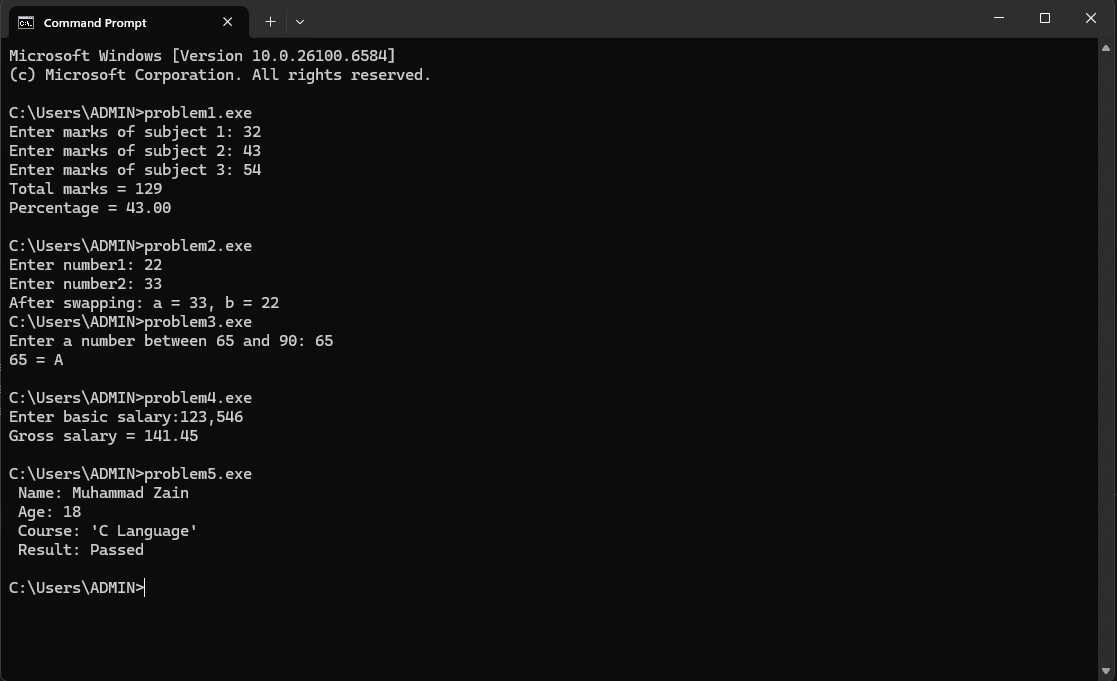 Command Prompt
Microsoft Windows [Version 10.0.26100.6584]
(c) Microsoft Corporation. All rights reserved.
C:\Users\ADMIN>problem1.exe
Enter marks of subject 1: 32
Enter marks of subject 2: 43
Enter marks of subject 3: 54
Total marks = 129
Percentage = 43.00
C:\Users\ADMIN>problem2.exe
Enter number1: 22
Enter number2: 33
After swapping: a = 33, b = 22
C:\Users\ADMIN>problem3.exe
Enter a number between 65 and 90: 65
65 = A
C:\Users\ADMIN>problem4.exe
Enter basic salary:123,546
Gross salary = 141.45
C:\Users\ADMIN>problem5.exe
Name: Muhammad Zain
Age: 18
Course: 'C Language'
Result: Passed
C:\Users\ADMIN>